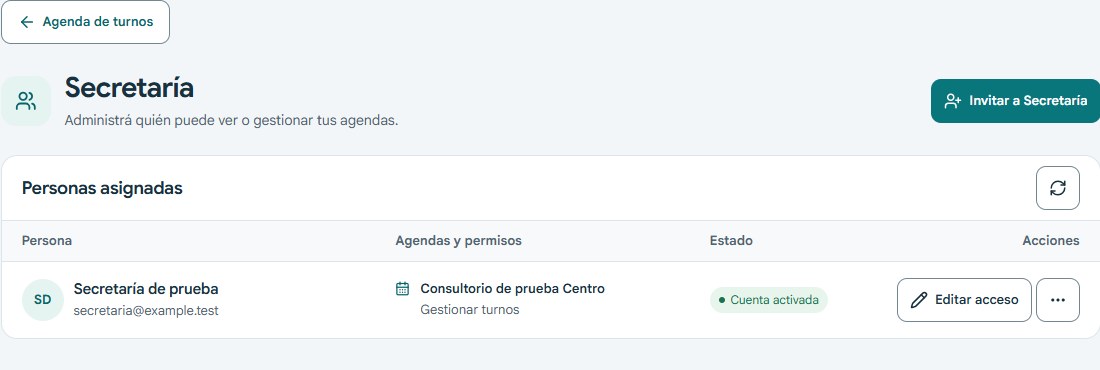 Agenda de turnos
Secretaría
Administrá quién puede ver o gestionar tus agendas.
Invitar a Secretaría
Personas asignadas
Persona
Agendas y permisos
Estado
Acciones
SD
Secretaría de prueba
secretaria@example.test
Consultorio de prueba Centro
Gestionar turnos
Cuenta activada
Editar acceso